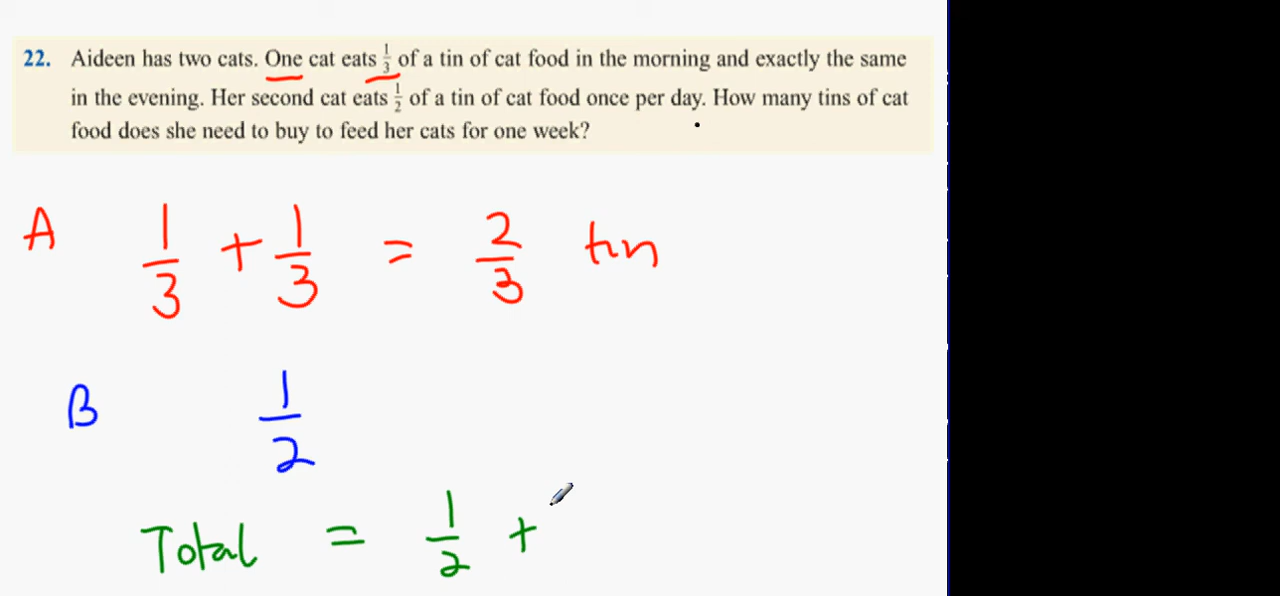 22. Aideen has two cats. One cat eats 1/3 of a tin of cat food in the morning and exactly the same
in the evening. Her second cat eats 1/2 of a tin of cat food once per day. How many tins of cat
food does she need to buy to feed her cats for one week?
A 1/3 + 1/3 = 2/3 tin
B 1/2
Total = 1/2 +